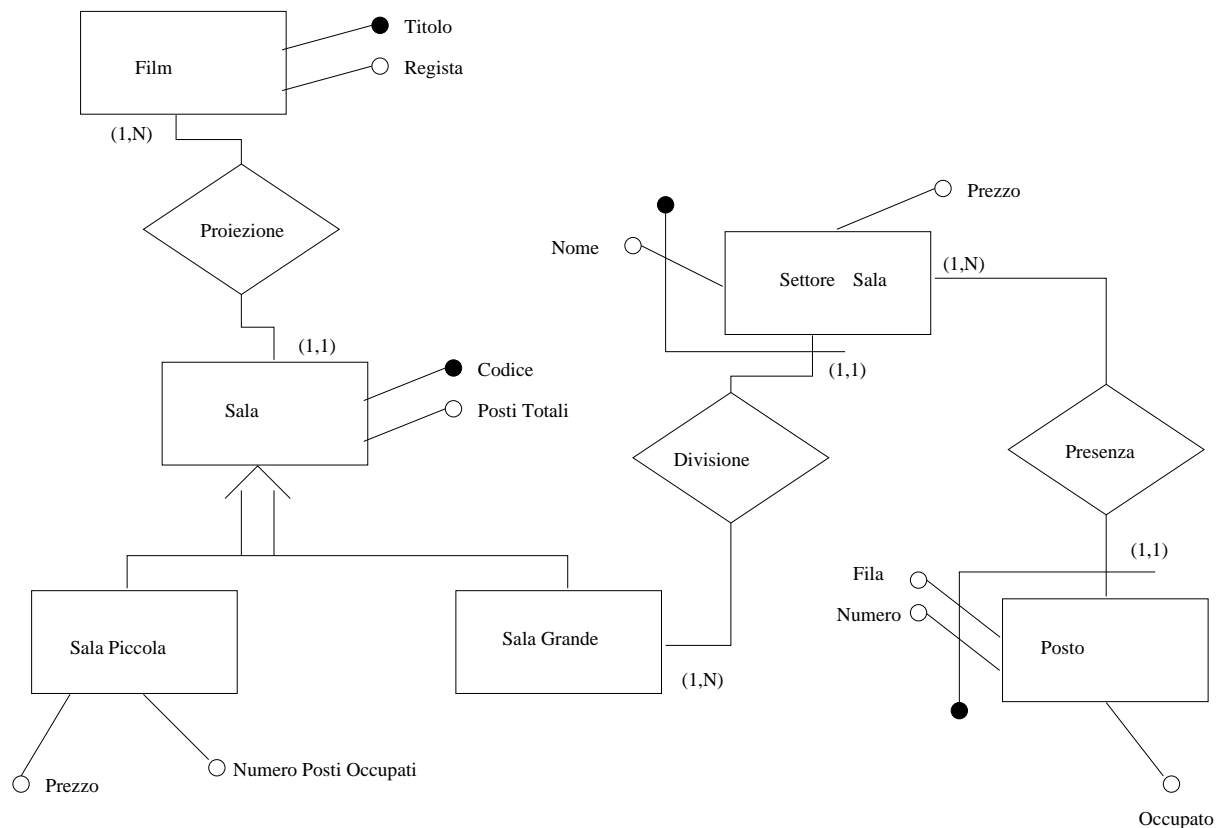 Titolo
Film
Regista
(1,N)
Proiezione
(1,1)
Codice
Sala
Posti Totali
Sala Piccola
Sala Grande
(1,N)
Prezzo
Numero Posti Occupati
Prezzo
Nome
Settore Sala
(1,N)
(1,1)
Divisione
Presenza
(1,1)
Fila
Numero
Posto
Occupato